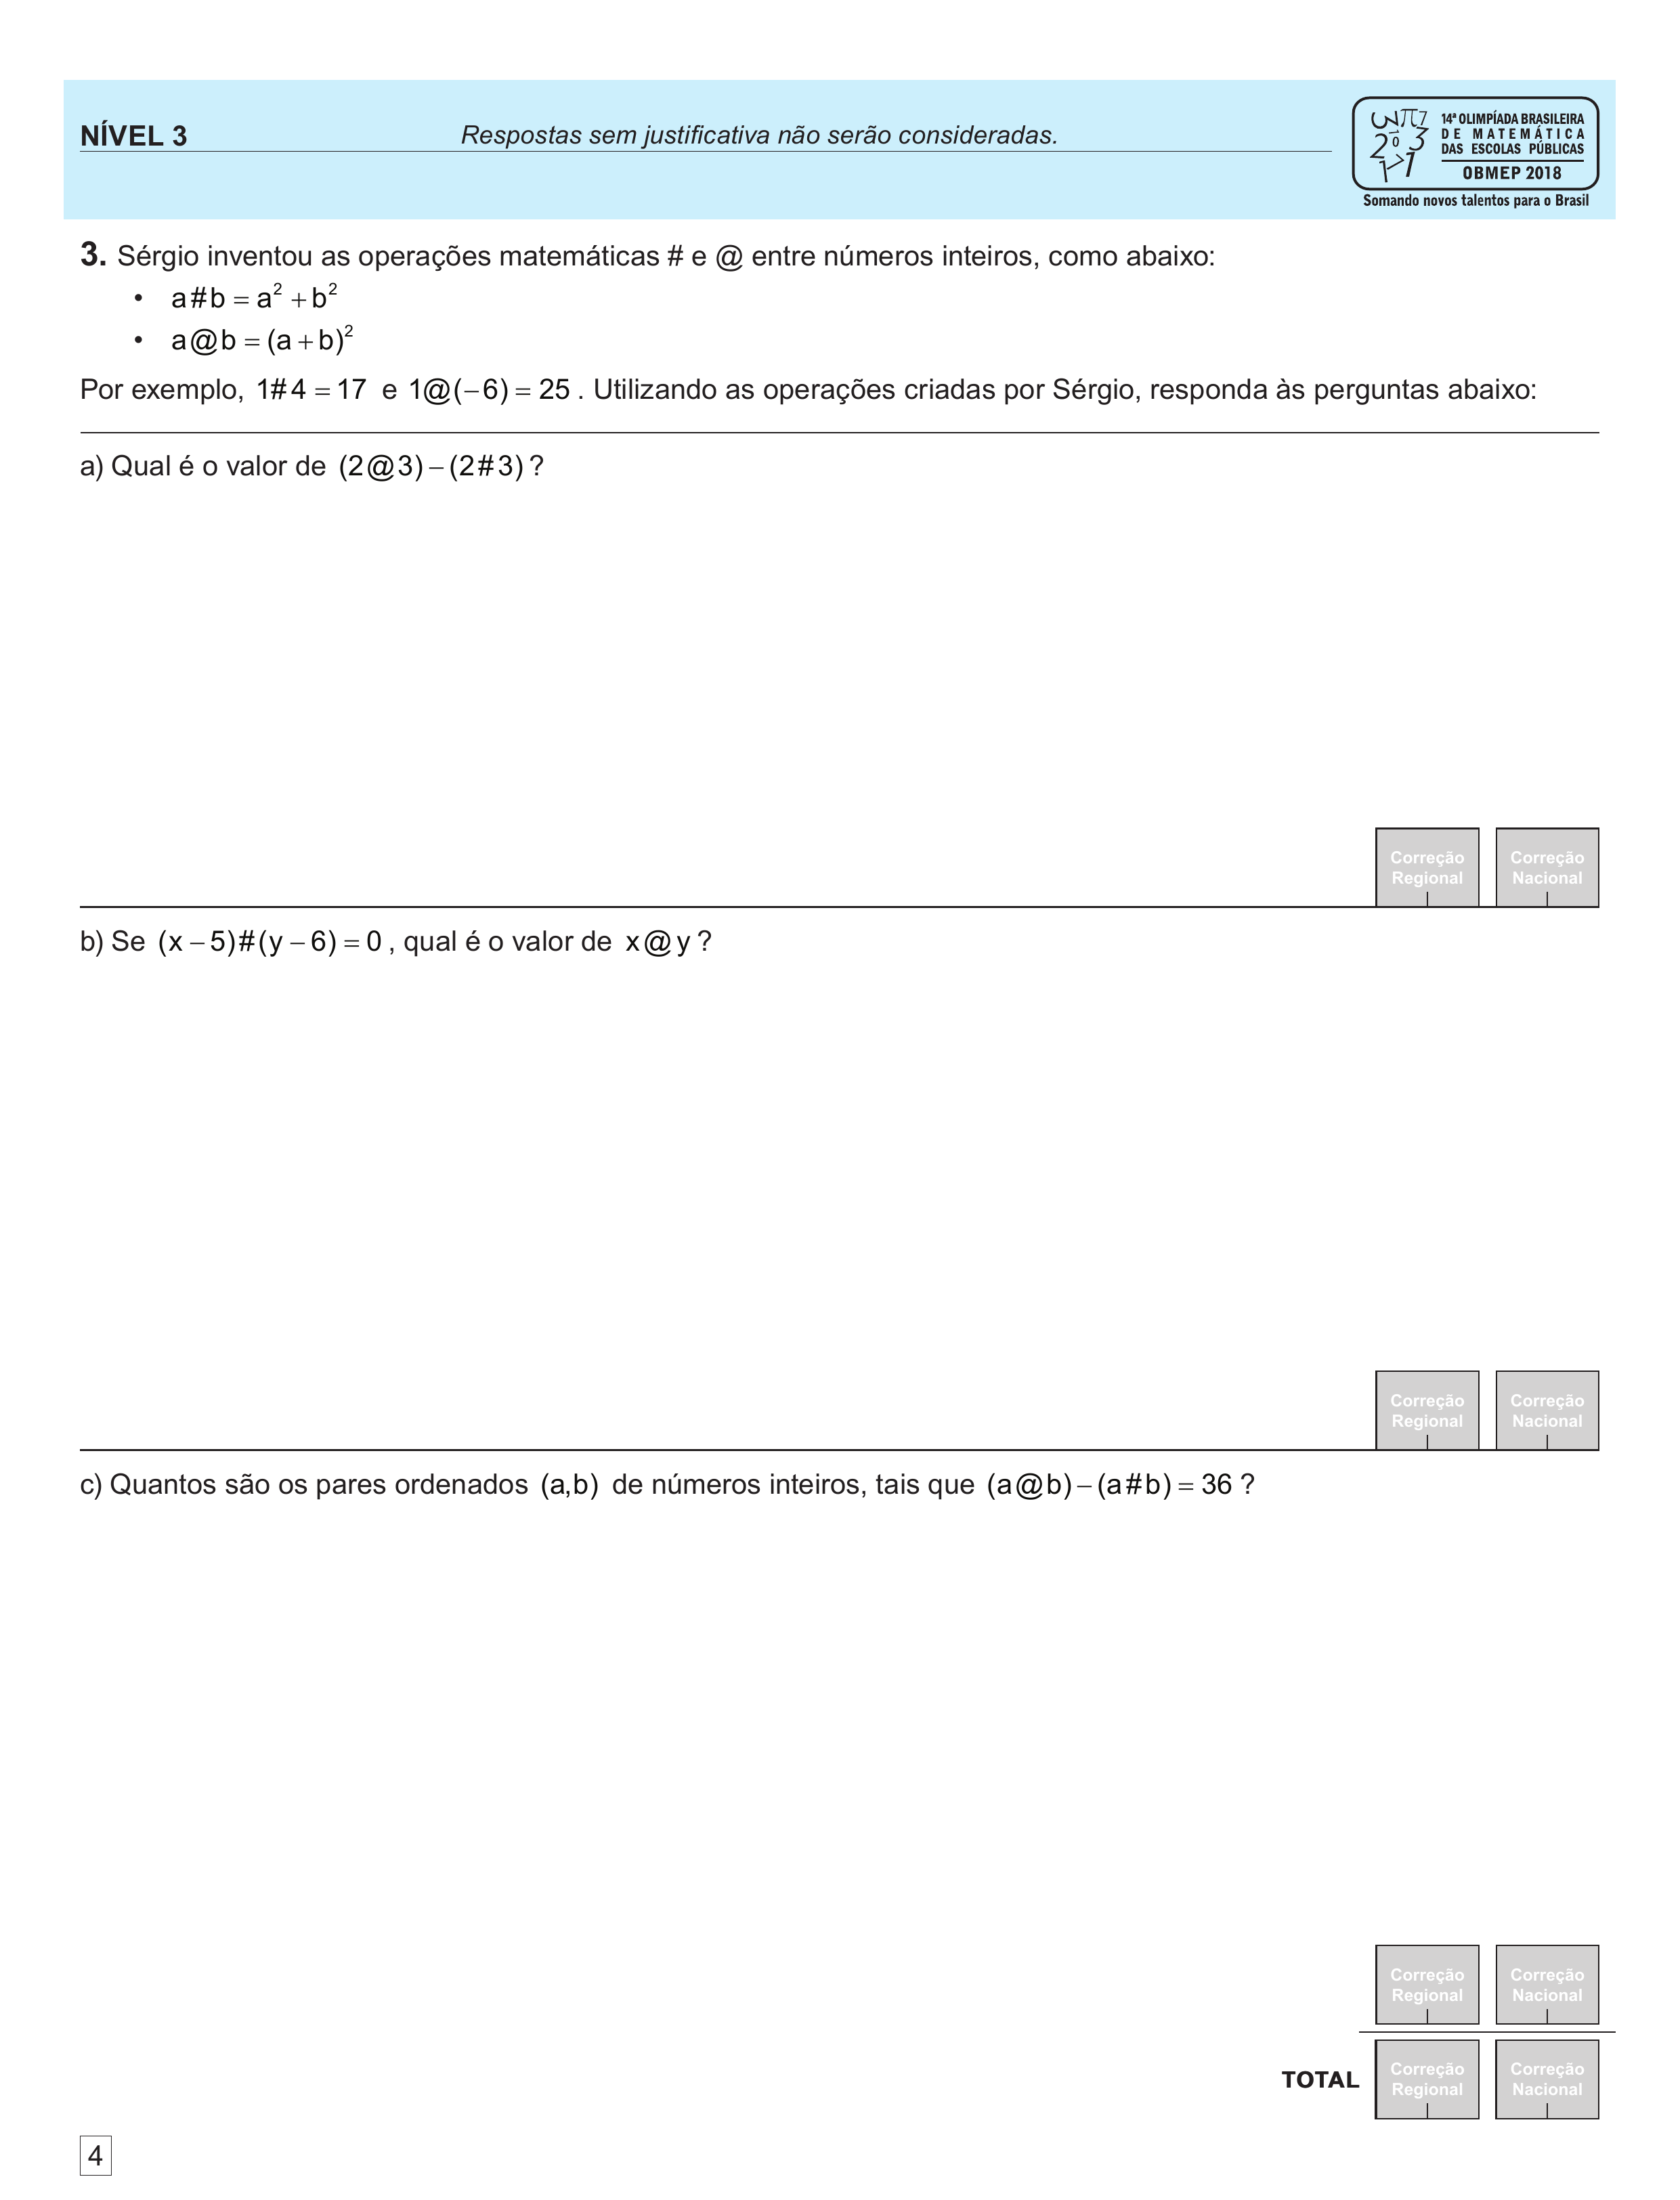 NÍVEL 3
Respostas sem justificativa não serão consideradas.
14ª OLIMPÍADA BRASILEIRA
DE MATEMÁTICA
DAS ESCOLAS PÚBLICAS
OBMEP 2018
Somando novos talentos para o Brasil
3. Sérgio inventou as operações matemáticas # e @ entre números inteiros, como abaixo:
• a#b = a² + b²
• a@b = (a + b)²
Por exemplo, 1#4 = 17 e 1@(−6) = 25 . Utilizando as operações criadas por Sérgio, responda às perguntas abaixo:
a) Qual é o valor de (2@3) − (2#3) ?
Correção Regional
Correção Nacional
b) Se (x − 5)#(y − 6) = 0 , qual é o valor de x@y ?
Correção Regional
Correção Nacional
c) Quantos são os pares ordenados (a,b) de números inteiros, tais que (a@b) − (a#b) = 36 ?
Correção Regional
Correção Nacional
TOTAL
Correção Regional
Correção Nacional
4